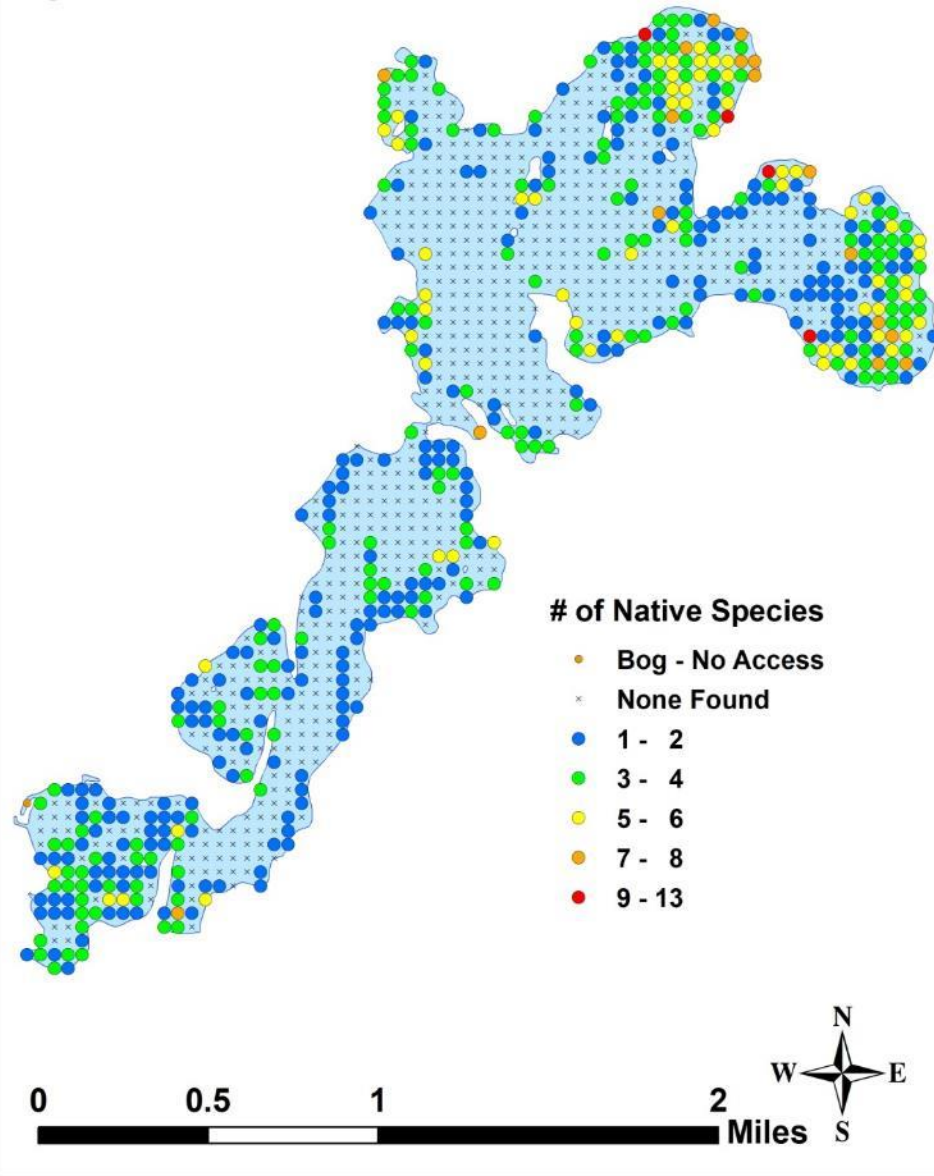 # of Native Species
Bog - No Access
None Found
1 - 2
3 - 4
5 - 6
7 - 8
9 - 13
N
W E
S
0 0.5 1 2
Miles